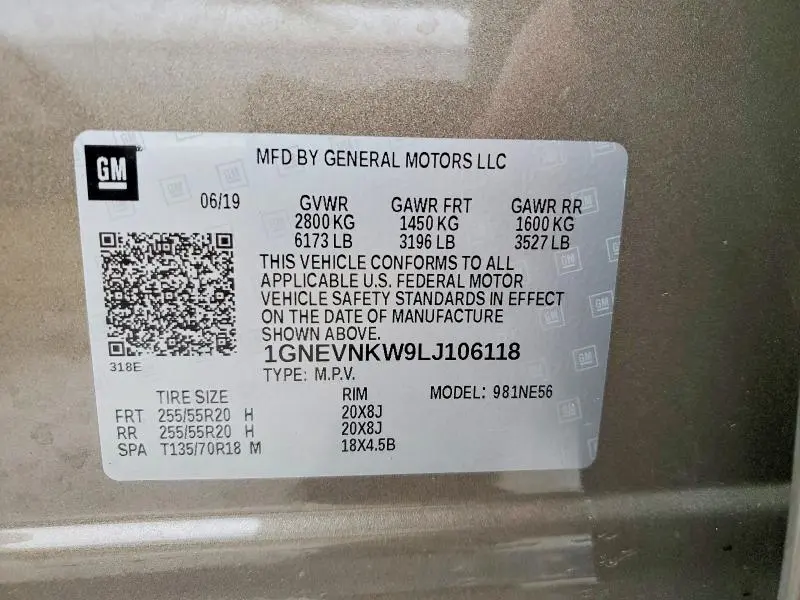 GM
MFD BY GENERAL MOTORS LLC
06/19 GVWR GAWR FRT GAWR RR
2800 KG 1450 KG 1600 KG
6173 LB 3196 LB 3527 LB
THIS VEHICLE CONFORMS TO ALL
APPLICABLE U.S. FEDERAL MOTOR
VEHICLE SAFETY STANDARDS IN EFFECT
ON THE DATE OF MANUFACTURE
SHOWN ABOVE.
1GNEVNKW9LJ106118
318E
TYPE: M.P.V.
TIRE SIZE RIM MODEL: 981NE56
FRT 255/55R20 H 20X8J
RR 255/55R20 H 20X8J
SPA T135/70R18 M 18X4.5B